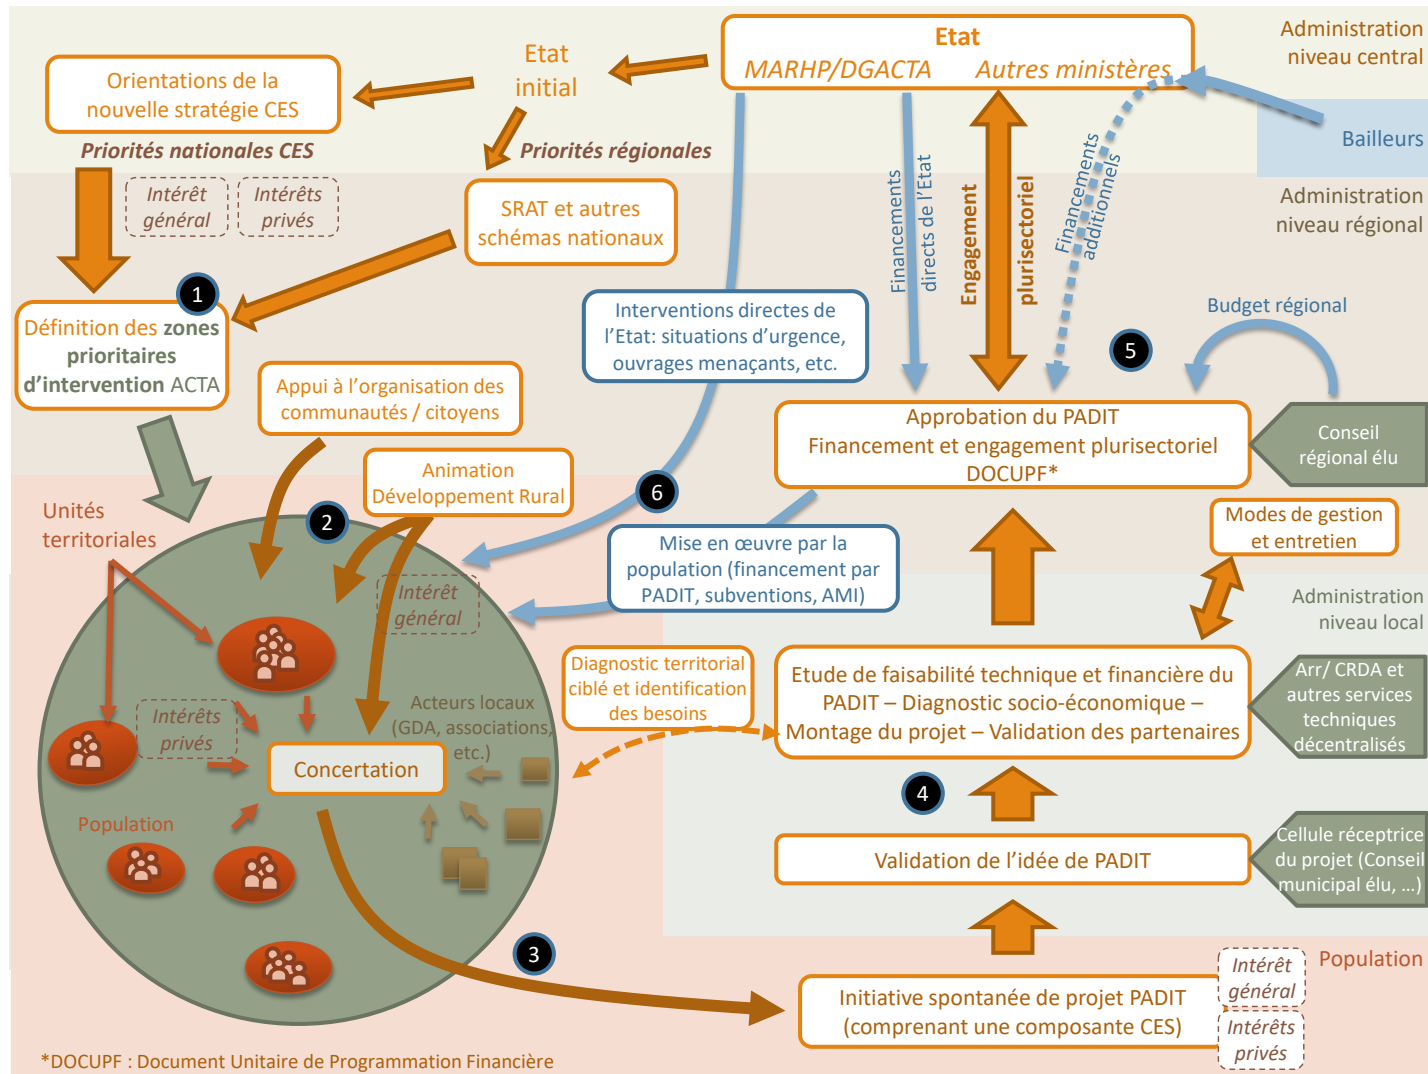 Etat
MARHP/DGACTA Autres ministères
Administration
niveau central
Etat
initial
Orientations de la
nouvelle stratégie CES
Bailleurs
Priorités nationales CES
Priorités régionales
Intérêt
général
Intérêts
privés
SRAT et autres
schémas nationaux
Financements
directs de l’Etat
Engagement
plurisectoriel
Financements
additionnels
Administration
niveau régional
1
Définition des zones
prioritaires
d’intervention ACTA
Interventions directes de
l’Etat: situations d’urgence,
ouvrages menaçants, etc.
Budget régional
5
Appui à l’organisation des
communautés / citoyens
Approbation du PADIT
Financement et engagement plurisectoriel
DOCUPF*
Conseil
régional élu
Animation
Développement Rural
6
Unités
territoriales
2
Modes de gestion
et entretien
Mise en œuvre par la
population (financement par
PADIT, subventions, AMI)
Intérêt
général
Administration
niveau local
Diagnostic territorial
ciblé et identification
des besoins
Etude de faisabilité technique et financière du
PADIT – Diagnostic socio-économique –
Montage du projet – Validation des partenaires
Arr/ CRDA et
autres services
techniques
décentralisés
Intérêts
privés
Acteurs locaux
(GDA, associations,
etc.)
Concertation
4
Population
Validation de l’idée de PADIT
Cellule réceptrice
du projet (Conseil
municipal élu, …)
3
Initiative spontanée de projet PADIT
(comprenant une composante CES)
Intérêt
général
Intérêts
privés
Population
*DOCUPF : Document Unitaire de Programmation Financière